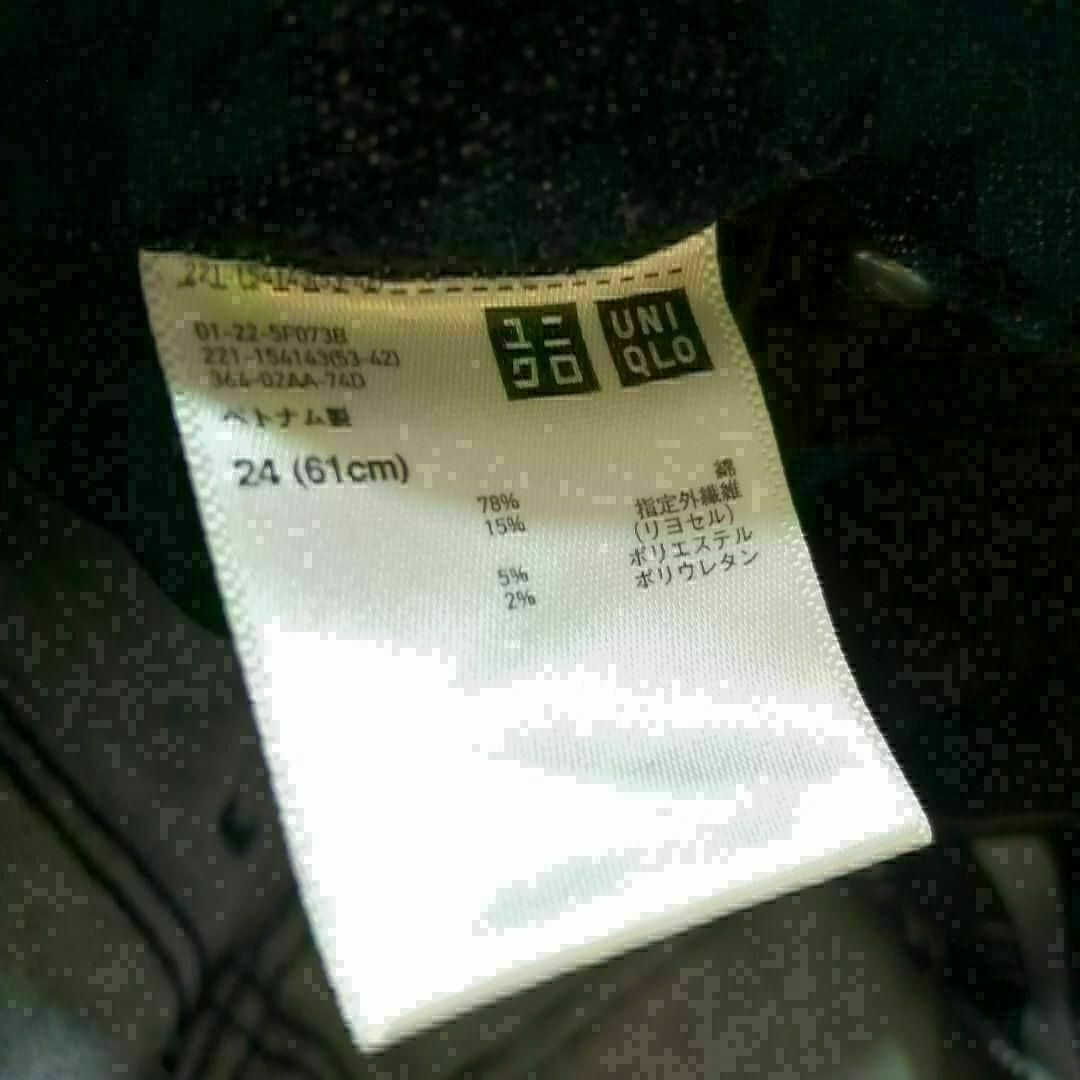 ユニクロ
UNIQLO
01-22-5F073B
221-154143(53-42)
364-02AA-74D
ベトナム製
24 (61cm)
綿 78%
指定外繊維 15%
(リヨセル)
ポリエステル 5%
ポリウレタン 2%